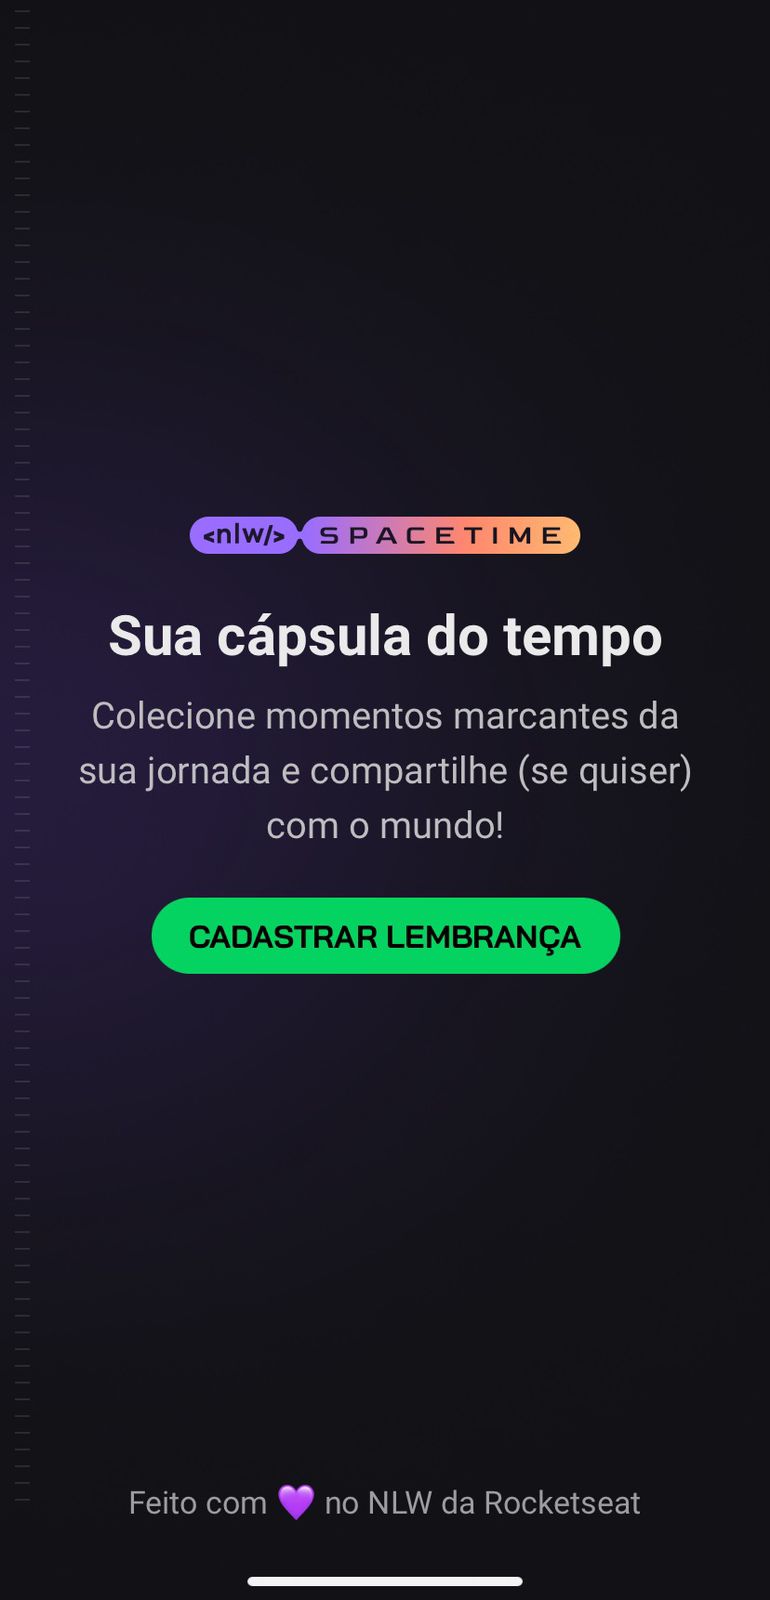 <nlw/> SPACETIME
Sua cápsula do tempo
Colecione momentos marcantes da
sua jornada e compartilhe (se quiser)
com o mundo!
CADASTRAR LEMBRANÇA
Feito com 💜 no NLW da Rocketseat